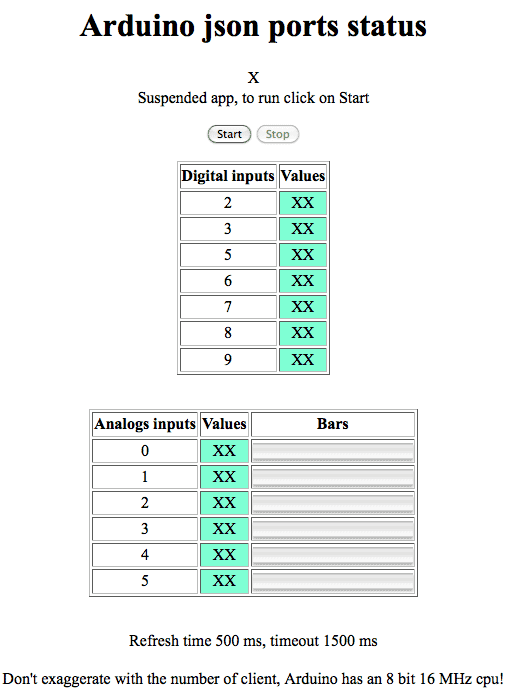 Arduino json ports status
X
Suspended app, to run click on Start
Start Stop
Digital inputs Values
2 XX
3 XX
5 XX
6 XX
7 XX
8 XX
9 XX
Analogs inputs Values Bars
0 XX
1 XX
2 XX
3 XX
4 XX
5 XX
Refresh time 500 ms, timeout 1500 ms
Don't exaggerate with the number of client, Arduino has an 8 bit 16 MHz cpu!